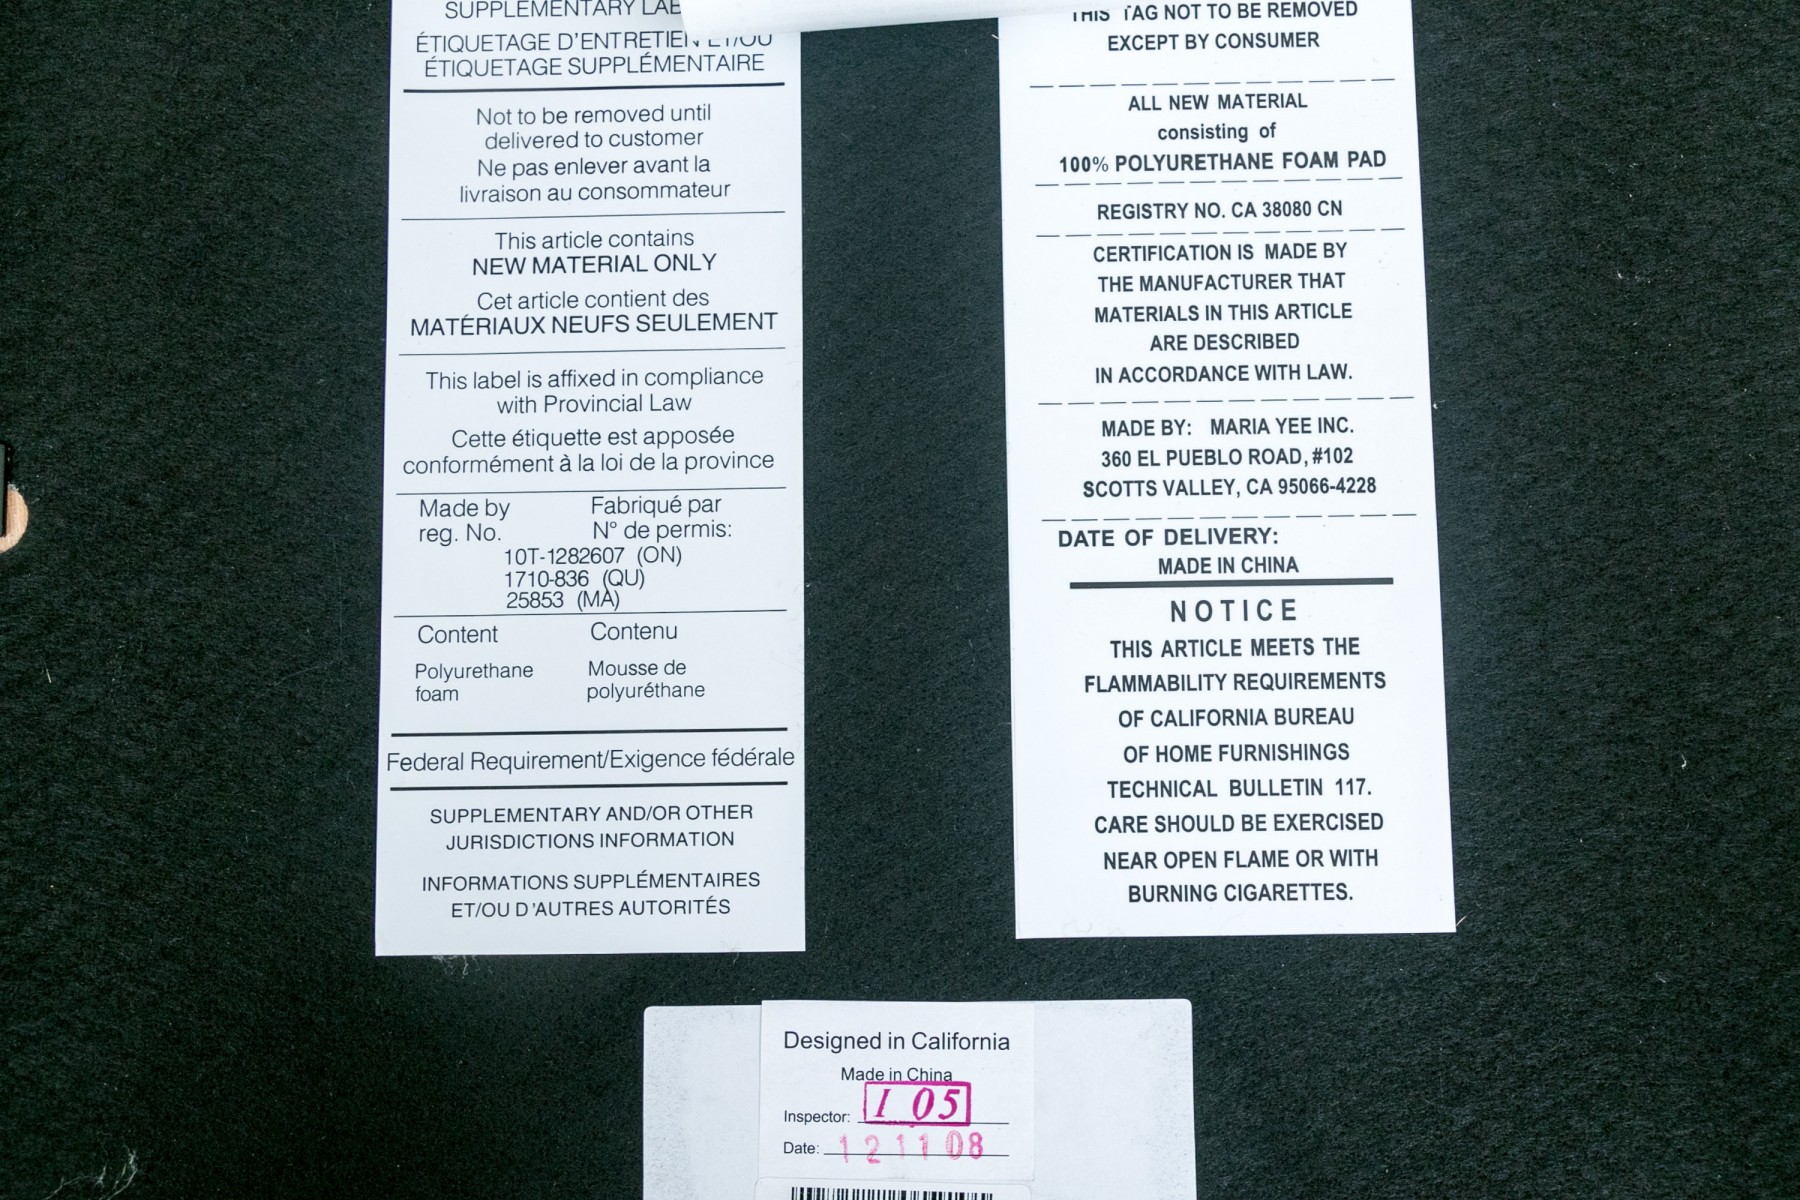 SUPPLEMENTARY LAB
ÉTIQUETAGE D'ENTRETIEN ET/OU
ÉTIQUETAGE SUPPLÉMENTAIRE
Not to be removed until
delivered to customer
Ne pas enlever avant la
livraison au consommateur
This article contains
NEW MATERIAL ONLY
Cet article contient des
MATÉRIAUX NEUFS SEULEMENT
This label is affixed in compliance
with Provincial Law
Cette étiquette est apposée
conformément à la loi de la province
Made by Fabriqué par
reg. No. N° de permis:
10T-1282607 (ON)
1710-836 (QU)
25853 (MA)
Content Contenu
Polyurethane Mousse de
foam polyuréthane
Federal Requirement/Exigence fédérale
SUPPLEMENTARY AND/OR OTHER
JURISDICTIONS INFORMATION
INFORMATIONS SUPPLÉMENTAIRES
ET/OU D'AUTRES AUTORITÉS
THIS TAG NOT TO BE REMOVED
EXCEPT BY CONSUMER
ALL NEW MATERIAL
consisting of
100% POLYURETHANE FOAM PAD
REGISTRY NO. CA 38080 CN
CERTIFICATION IS MADE BY
THE MANUFACTURER THAT
MATERIALS IN THIS ARTICLE
ARE DESCRIBED
IN ACCORDANCE WITH LAW.
MADE BY: MARIA YEE INC.
360 EL PUEBLO ROAD, #102
SCOTTS VALLEY, CA 95066-4228
DATE OF DELIVERY:
MADE IN CHINA
NOTICE
THIS ARTICLE MEETS THE
FLAMMABILITY REQUIREMENTS
OF CALIFORNIA BUREAU
OF HOME FURNISHINGS
TECHNICAL BULLETIN 117.
CARE SHOULD BE EXERCISED
NEAR OPEN FLAME OR WITH
BURNING CIGARETTES.
Designed in California
Made in China
Inspector: I 05
Date: 121108